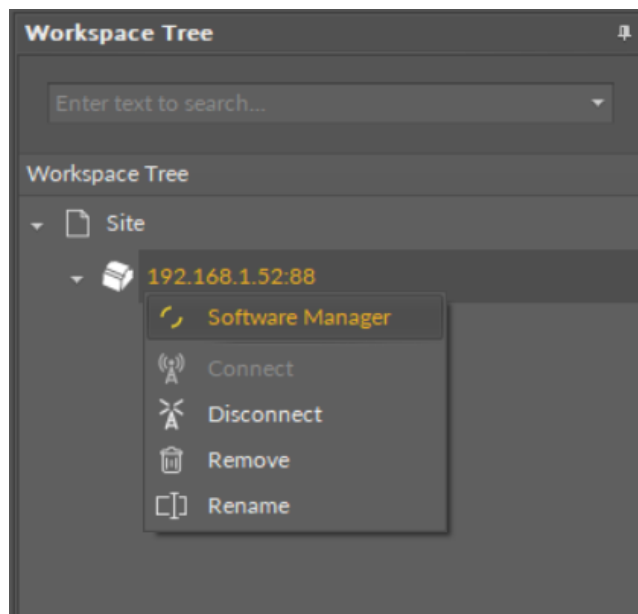 Workspace Tree
Enter text to search...
Workspace Tree
Site
192.168.1.52:88
Software Manager
Connect
Disconnect
Remove
Rename